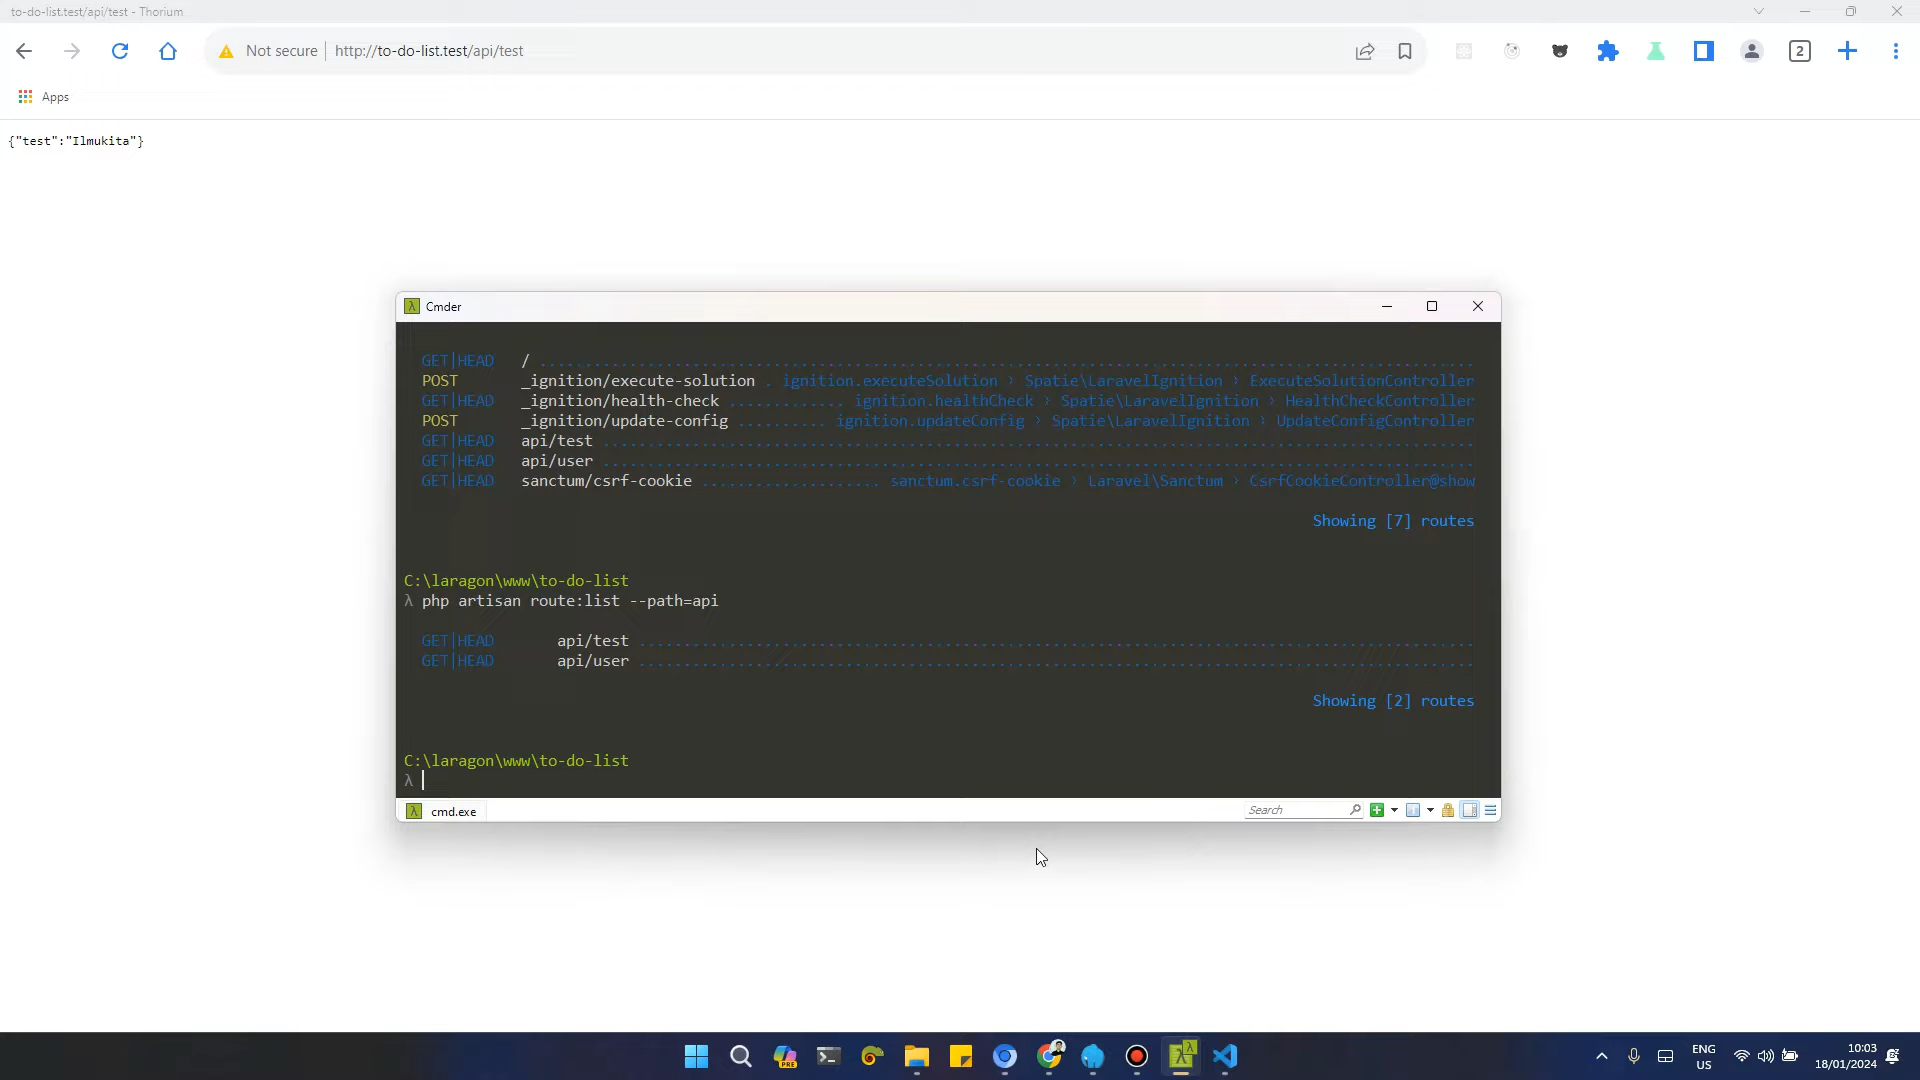 to-do-list.test/api/test - Thorium
Not secure http://to-do-list.test/api/test
2
Apps
{"test":"Ilmukita"}
Cmder
GET|HEAD / ........................................................................................................
POST _ignition/execute-solution . ignition.executeSolution › Spatie\LaravelIgnition › ExecuteSolutionController
GET|HEAD _ignition/health-check ............. ignition.healthCheck › Spatie\LaravelIgnition › HealthCheckController
POST _ignition/update-config .......... ignition.updateConfig › Spatie\LaravelIgnition › UpdateConfigController
GET|HEAD api/test .................................................................................................
GET|HEAD api/user .................................................................................................
GET|HEAD sanctum/csrf-cookie .................... sanctum.csrf-cookie › Laravel\Sanctum › CsrfCookieController@show
Showing [7] routes
C:\laragon\www\to-do-list
λ php artisan route:list --path=api
GET|HEAD api/test .............................................................................................
GET|HEAD api/user .............................................................................................
Showing [2] routes
C:\laragon\www\to-do-list
λ
cmd.exe
Search
PRE
ENG
US
10:03
18/01/2024